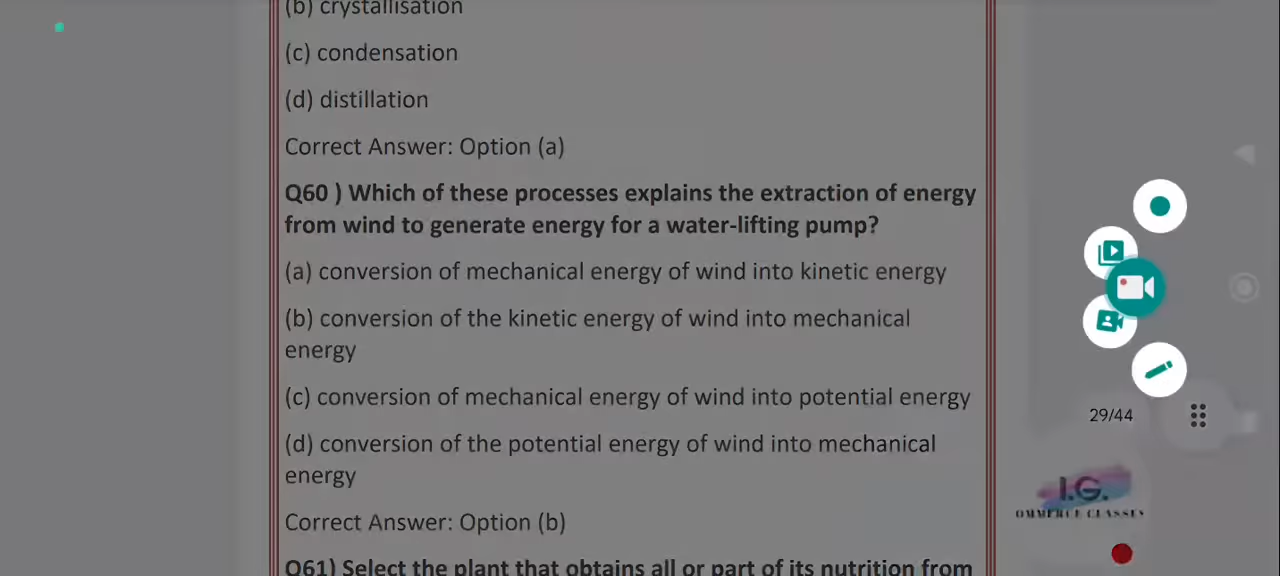 (b) crystallisation
(c) condensation
(d) distillation
Correct Answer: Option (a)
Q60 ) Which of these processes explains the extraction of energy
from wind to generate energy for a water-lifting pump?
(a) conversion of mechanical energy of wind into kinetic energy
(b) conversion of the kinetic energy of wind into mechanical
energy
(c) conversion of mechanical energy of wind into potential energy
(d) conversion of the potential energy of wind into mechanical
energy
Correct Answer: Option (b)
Q61) Select the plant that obtains all or part of its nutrition from
29/44
I.G.
OMMERCE CLASSES